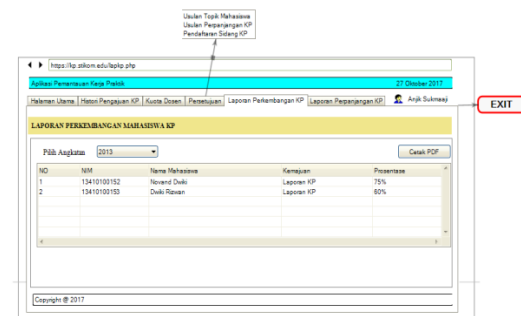 Usulan Topik Mahasiswa
Usulan Perpanjangan KP
Pendaftaran Sidang KP
https://kp.stikom.edu/lapkp.php
Aplikasi Pemantauan Kerja Praktik 27 Oktober 2017
Halaman Utama Histori Pengajuan KP Kuota Dosen Persetujuan Laporan Perkembangan KP Laporan Perpanjangan KP Anjik Sukmaaji
EXIT
LAPORAN PERKEMBANGAN MAHASISWA KP
Pilih Angkatan 2013 Cetak PDF
NO NIM Nama Mahasiswa Kemajuan Prosentase
1 13410100152 Novand Dwiki Laporan KP 75%
2 13410100153 Dwiki Rizwan Laporan KP 60%
Copyright @ 2017